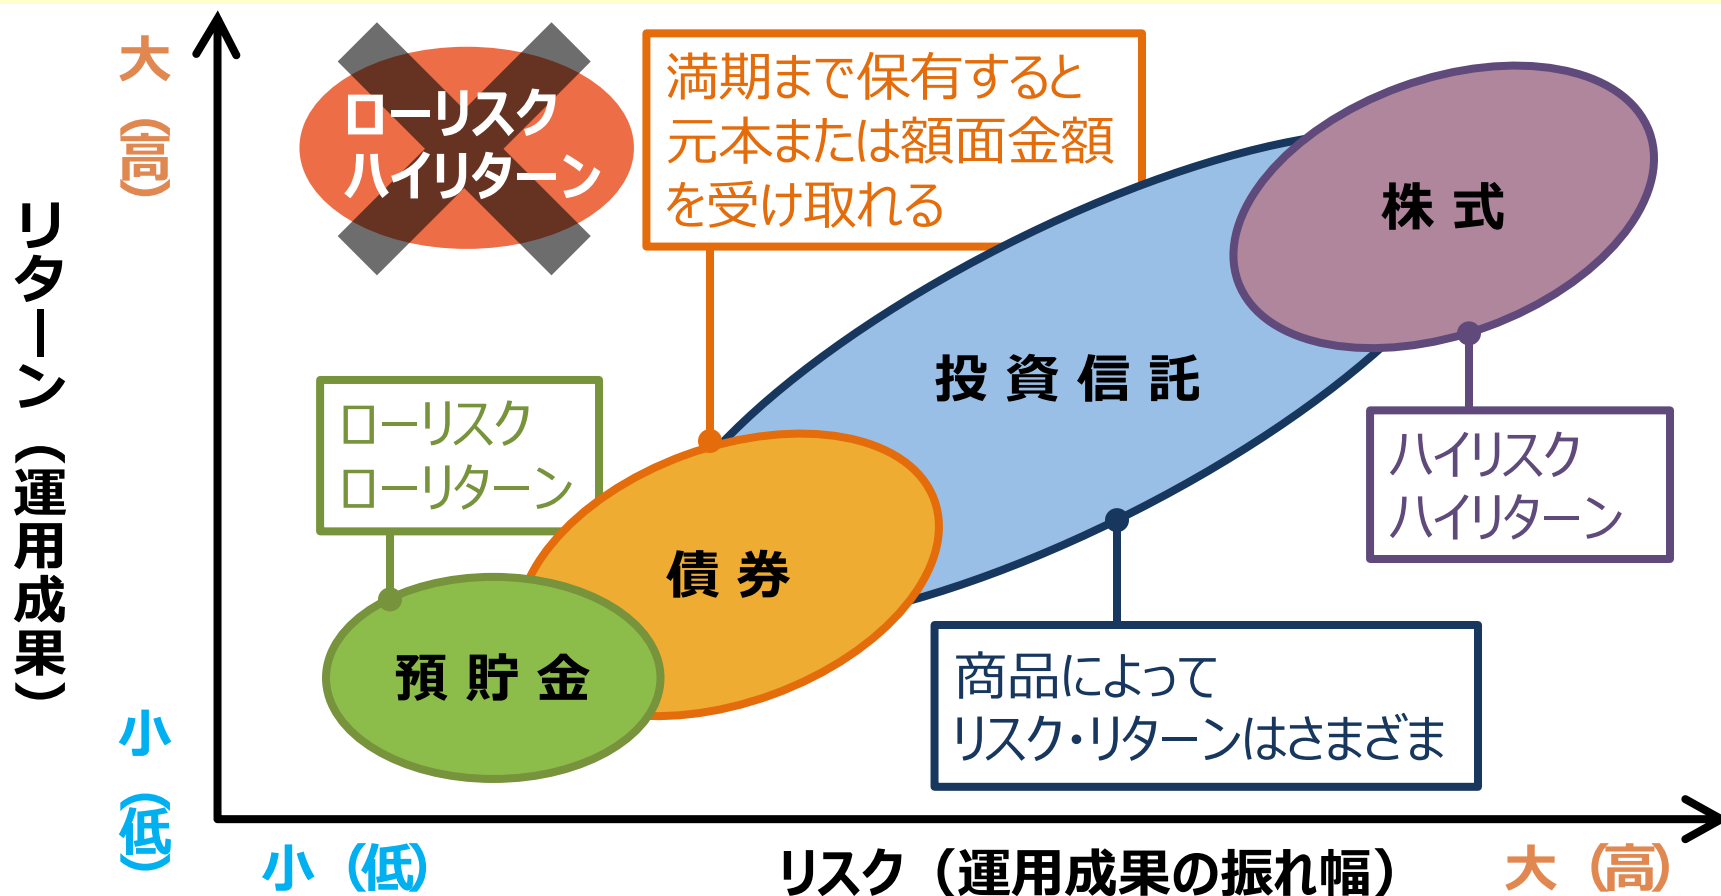 大(高)
ローリスク
ハイリターン
満期まで保有すると
元本または額面金額
を受け取れる
株式
リターン(運用成果)
投資信託
ローリスク
ローリターン
ハイリスク
ハイリターン
債券
預貯金
商品によって
リスク・リターンはさまざま
小(低)
小(低)
リスク(運用成果の振れ幅)
大(高)